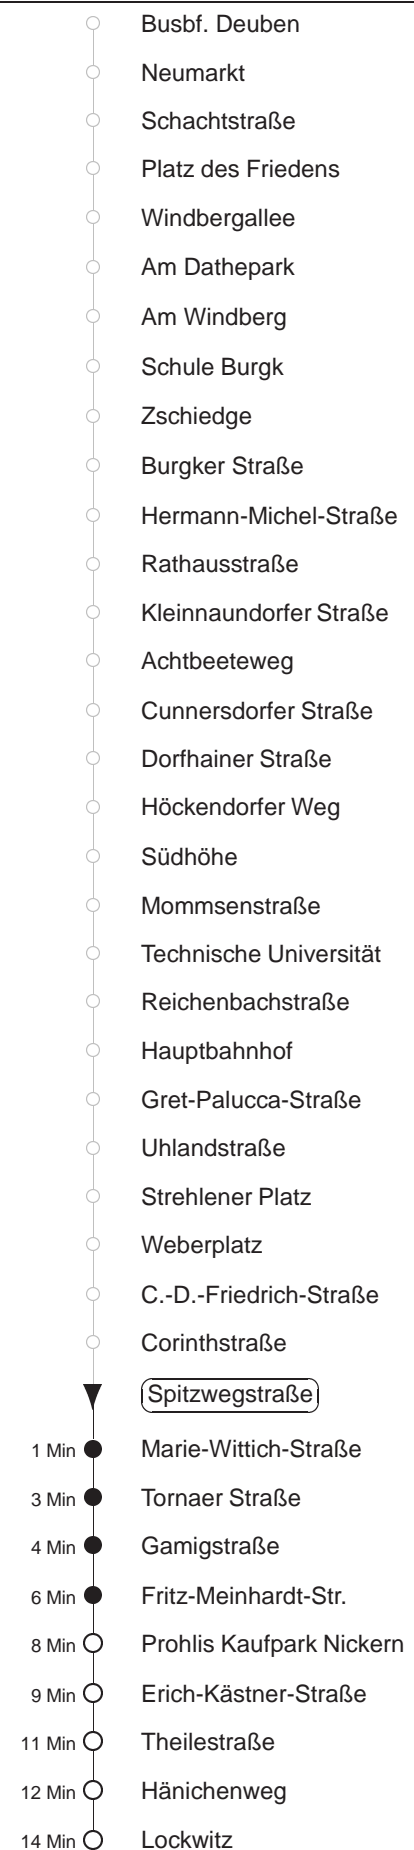 Busbf. Deuben
Neumarkt
Schachtstraße
Platz des Friedens
Windbergallee
Am Dathepark
Am Windberg
Schule Burgk
Zschiedge
Burgker Straße
Hermann-Michel-Straße
Rathausstraße
Kleinnaundorfer Straße
Achtbeeteweg
Cunnersdorfer Straße
Dorfhainer Straße
Höckendorfer Weg
Südhöhe
Mommsenstraße
Technische Universität
Reichenbachstraße
Hauptbahnhof
Gret-Palucca-Straße
Uhlandstraße
Strehlener Platz
Weberplatz
C.-D.-Friedrich-Straße
Corinthstraße
Spitzwegstraße
1 Min Marie-Wittich-Straße
3 Min Tornaer Straße
4 Min Gamigstraße
6 Min Fritz-Meinhardt-Str.
8 Min Prohlis Kaufpark Nickern
9 Min Erich-Kästner-Straße
11 Min Theilestraße
12 Min Hänichenweg
14 Min Lockwitz